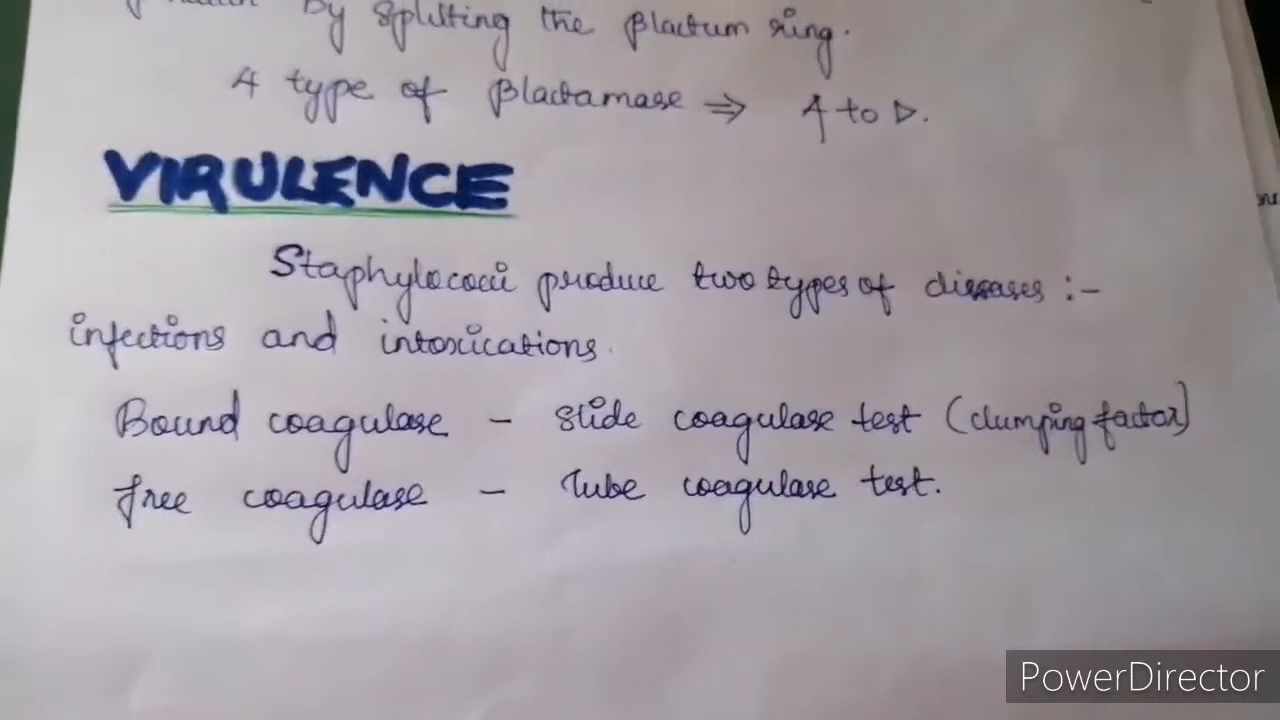 by splitting the βlactum ring.
4 type of βlactamase ⇒ A to D.
VIRULENCE
Staphylococci produce two types of diseases :-
infections and intoxications.
Bound coagulase - slide coagulase test (clumping factor)
free coagulase - Tube coagulase test.
PowerDirector